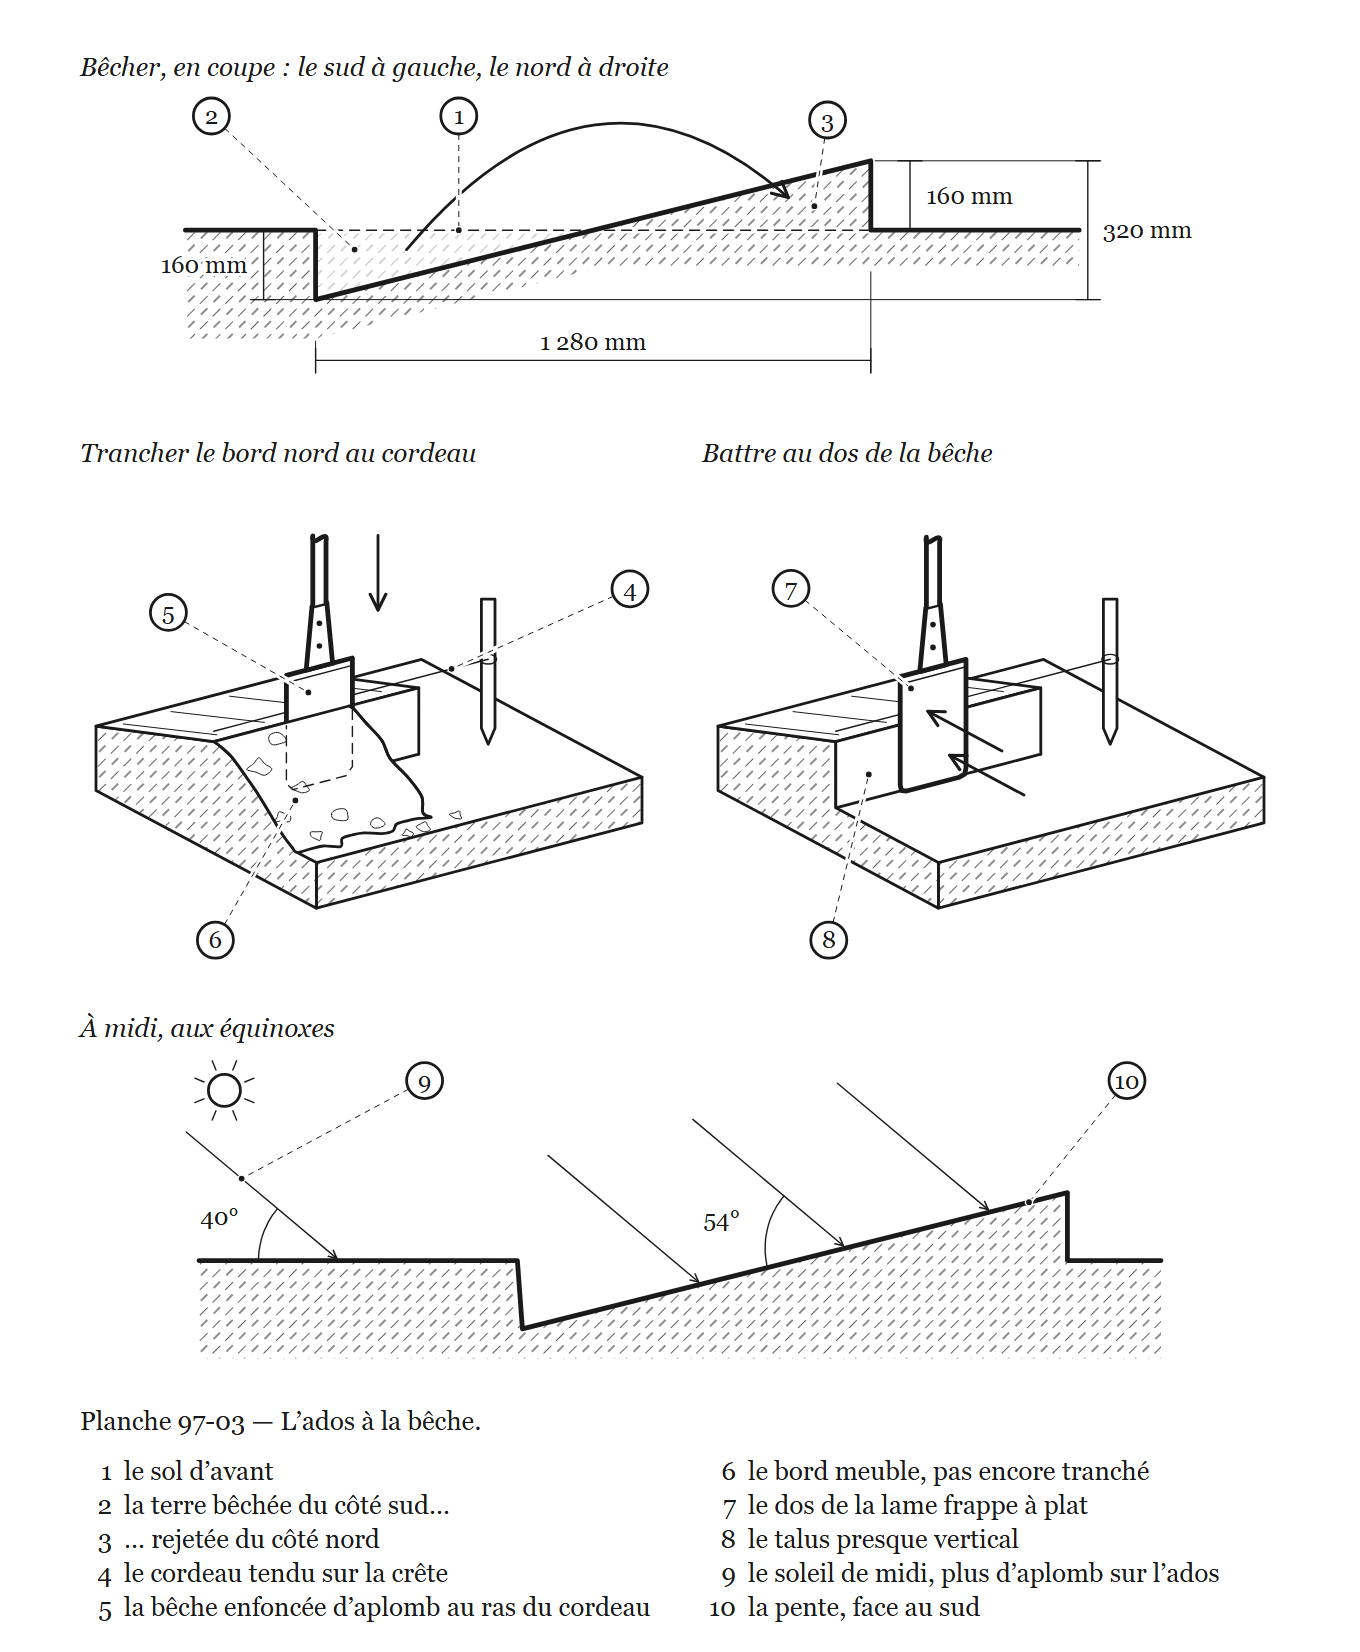 Bêcher, en coupe : le sud à gauche, le nord à droite
2
1
3
160 mm
320 mm
160 mm
1 280 mm
Trancher le bord nord au cordeau
Battre au dos de la bêche
4
5
7
6
8
À midi, aux équinoxes
9
10
40°
54°
Planche 97-03 — L’ados à la bêche.
1 le sol d’avant
2 la terre bêchée du côté sud…
3 … rejetée du côté nord
4 le cordeau tendu sur la crête
5 la bêche enfoncée d’aplomb au ras du cordeau
6 le bord meuble, pas encore tranché
7 le dos de la lame frappe à plat
8 le talus presque vertical
9 le soleil de midi, plus d’aplomb sur l’ados
10 la pente, face au sud